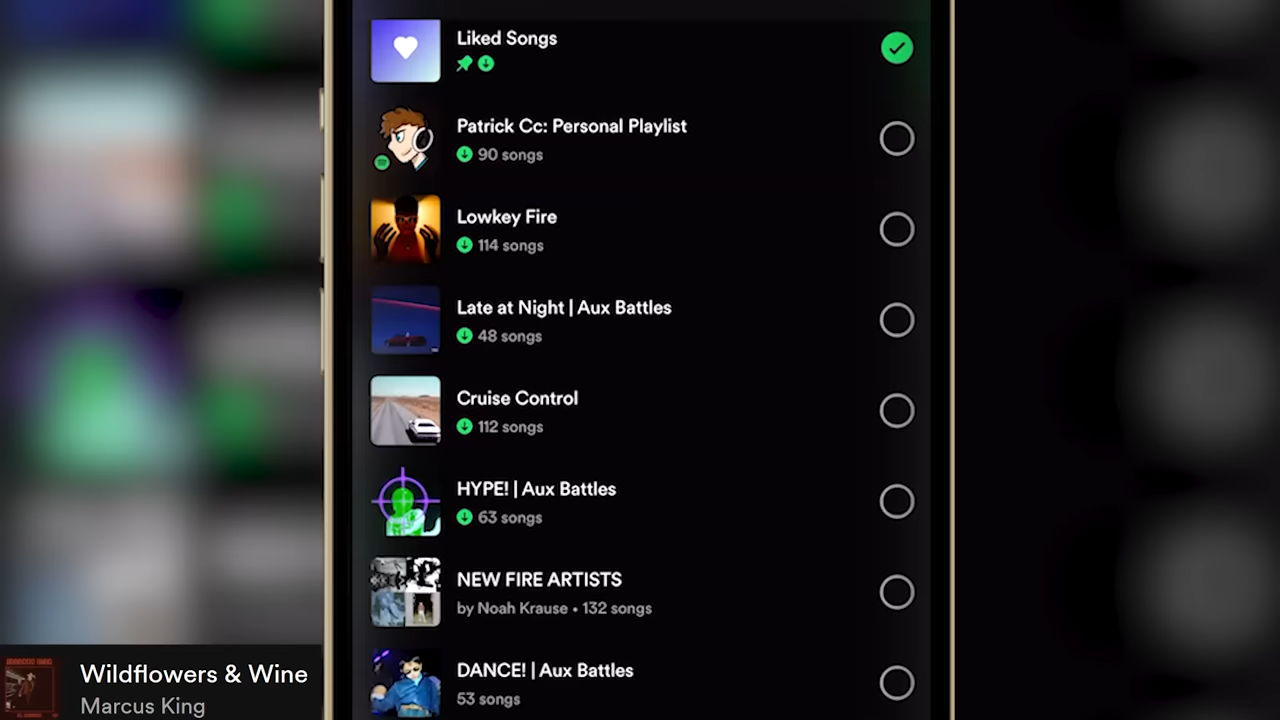 Liked Songs
Patrick Cc: Personal Playlist
90 songs
Lowkey Fire
114 songs
Late at Night | Aux Battles
48 songs
Cruise Control
112 songs
HYPE! | Aux Battles
63 songs
NEW FIRE ARTISTS
by Noah Krause • 132 songs
DANCE! | Aux Battles
53 songs
Wildflowers & Wine
Marcus King